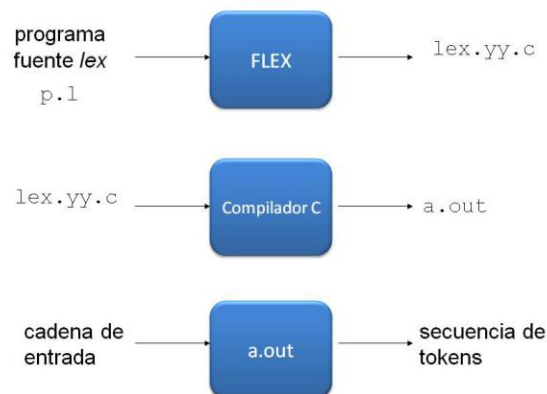 programa
fuente lex
p.l
FLEX
lex.yy.c
lex.yy.c
Compilador C
a.out
cadena de
entrada
a.out
secuencia de
tokens